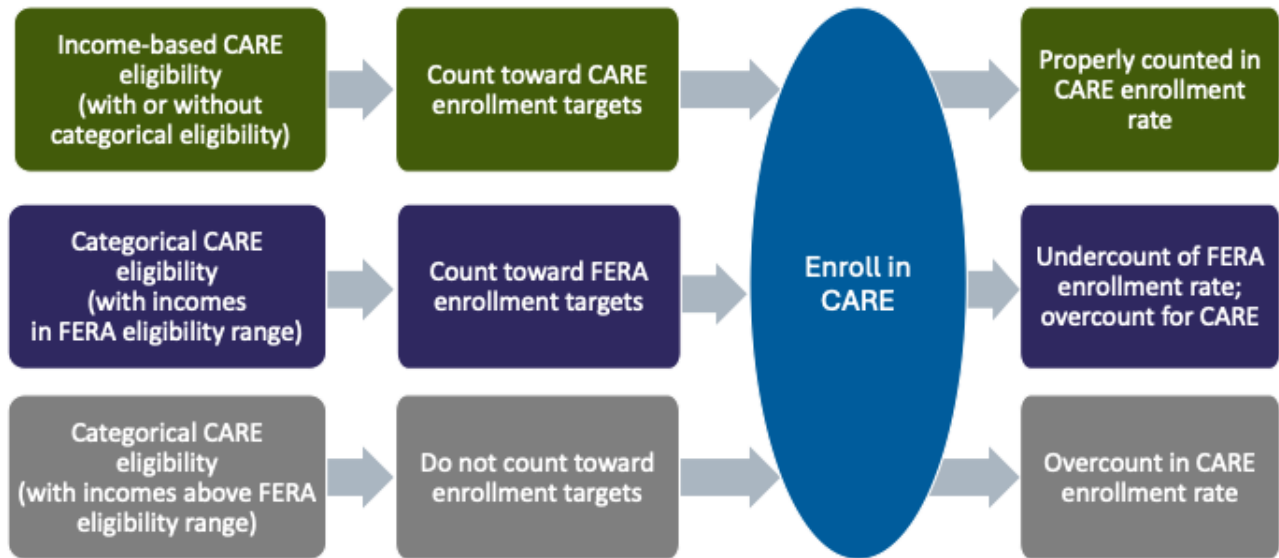 Income-based CARE
eligibility
(with or without
categorical eligibility)
Count toward CARE
enrollment targets
Properly counted in
CARE enrollment
rate
Categorical CARE
eligibility
(with incomes
in FERA eligibility range)
Count toward FERA
enrollment targets
Enroll in
CARE
Undercount of FERA
enrollment rate;
overcount for CARE
Categorical CARE
eligibility
(with incomes above FERA
eligibility range)
Do not count toward
enrollment targets
Overcount in CARE
enrollment rate